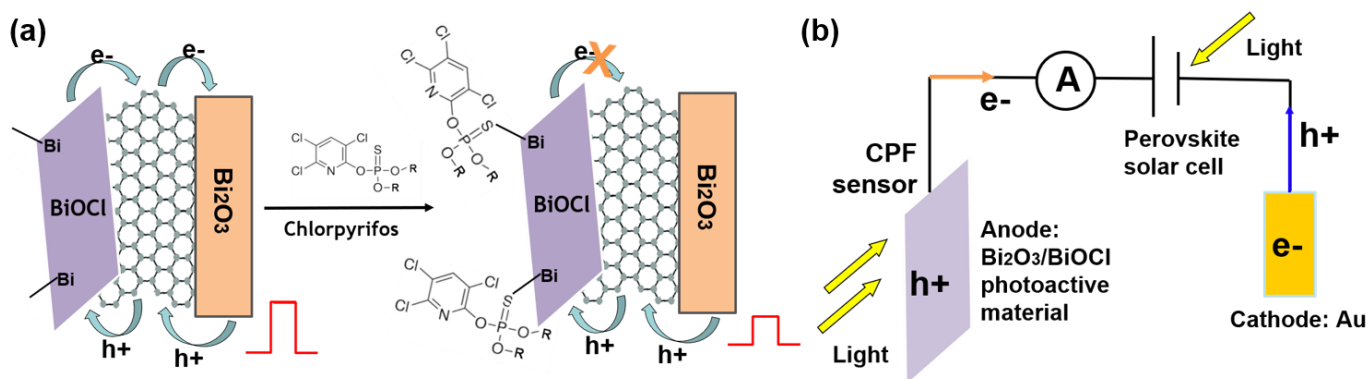 (a)
e-
e-
Bi
BiOCl
Bi
Bi2O3
h+
h+
Cl
Cl
Cl
N
O
P
S
O
O
R
R
Chlorpyrifos
Cl
Cl
Cl
N
O
P
S
O
O
R
R
e-
X
Bi
BiOCl
Bi
Bi2O3
Cl
Cl
Cl
N
O
P
S
O
O
R
R
h+
h+
(b)
Light
e-
A
Perovskite
solar cell
h+
CPF
sensor
h+
Anode:
Bi2O3/BiOCl
photoactive
material
Light
e-
Cathode: Au